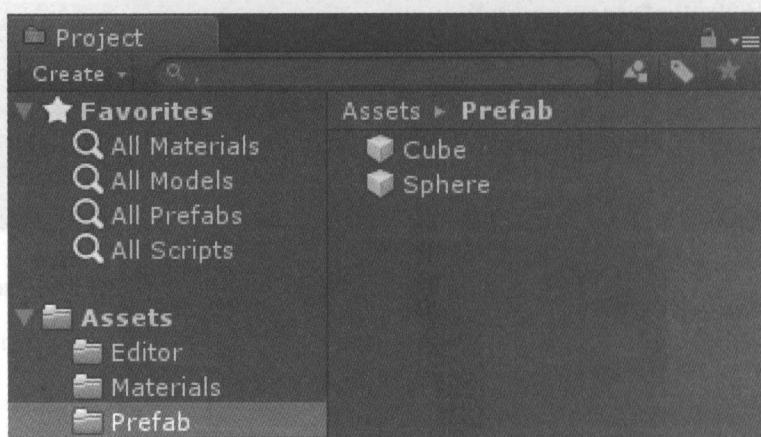 Project
Create
Favorites
All Materials
All Models
All Prefabs
All Scripts
Assets
Editor
Materials
Prefab
Assets ▸ Prefab
Cube
Sphere